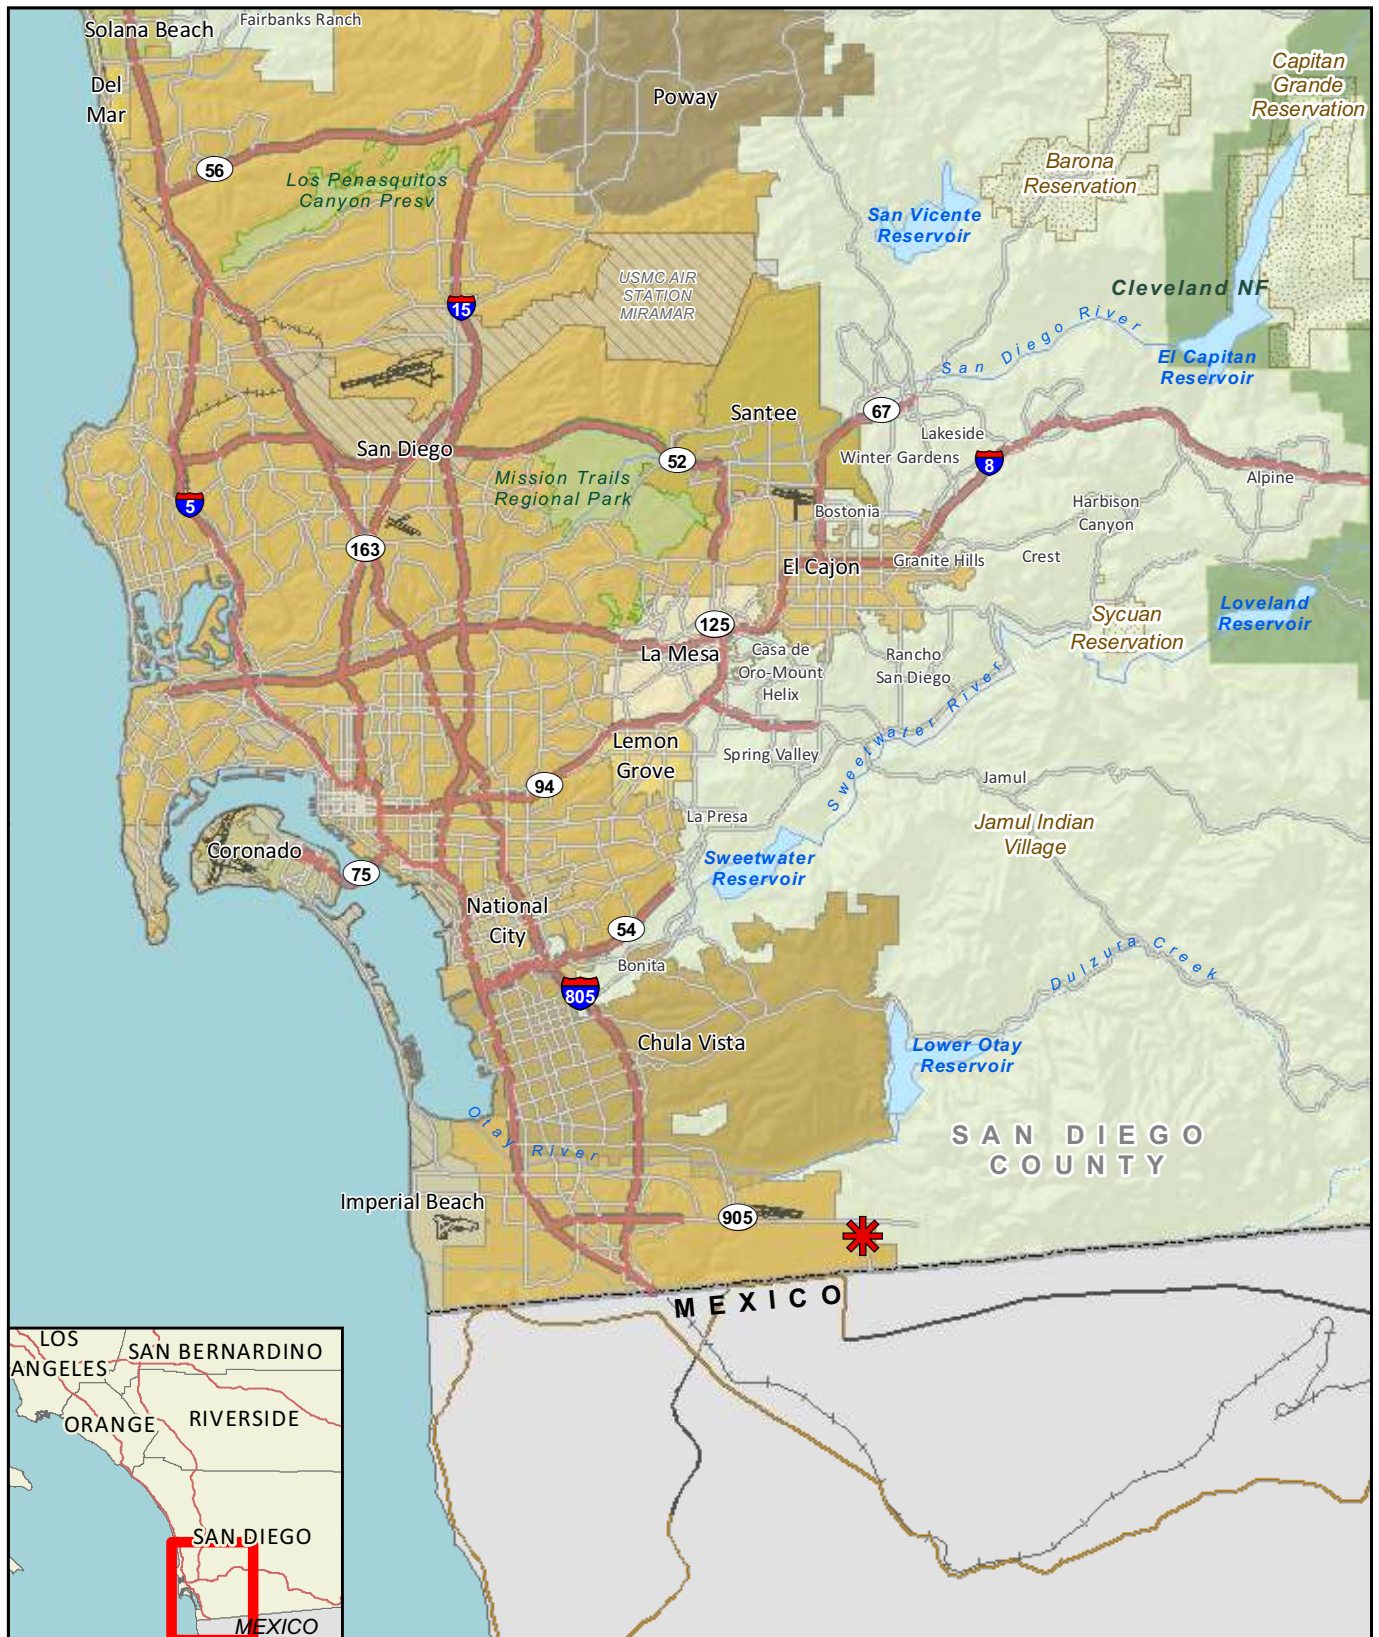 Solana Beach
Fairbanks Ranch
Del
Mar
Poway
Capitan
Grande
Reservation
56
Los Penasquitos
Canyon Presv
Barona
Reservation
San Vicente
Reservoir
USMC AIR
STATION
MIRAMAR
15
Cleveland NF
San Diego River
El Capitan
Reservoir
Santee
67
Lakeside
San Diego
52
Winter Gardens
8
Mission Trails
Regional Park
Alpine
5
Bostonia
Harbison
Canyon
163
El Cajon
Granite Hills
Crest
Loveland
Reservoir
Sycuan
Reservation
125
La Mesa
Casa de
Oro-Mount
Helix
Rancho
San Diego
Sweetwater River
Lemon
Grove
Spring Valley
94
Jamul
La Presa
Jamul Indian
Village
Coronado
75
Sweetwater
Reservoir
National
City
54
Bonita
Dulzura Creek
805
Chula Vista
Lower Otay
Reservoir
Otay River
SAN DIEGO
COUNTY
Imperial Beach
905
MEXICO
LOS
ANGELES
SAN BERNARDINO
ORANGE
RIVERSIDE
SAN DIEGO
MEXICO